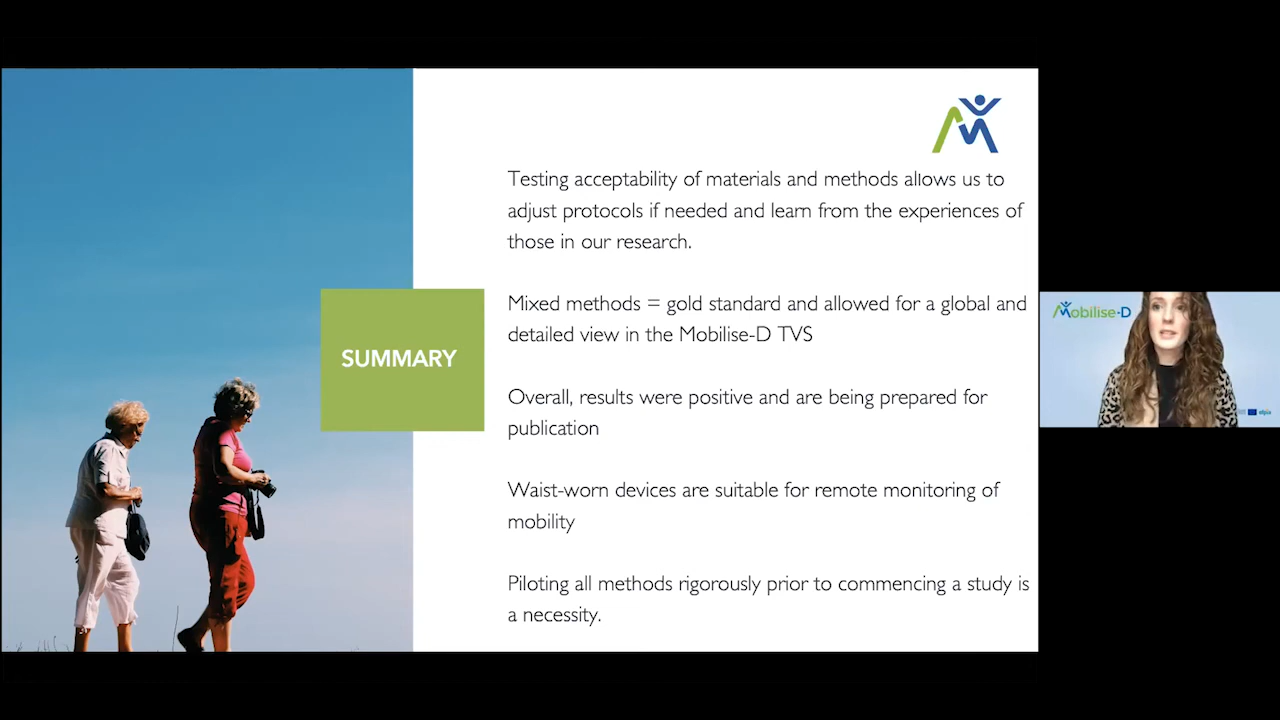 Testing acceptability of materials and methods allows us to
adjust protocols if needed and learn from the experiences of
those in our research.
Mixed methods = gold standard and allowed for a global and
detailed view in the Mobilise-D TVS
SUMMARY
Overall, results were positive and are being prepared for
publication
Waist-worn devices are suitable for remote monitoring of
mobility
Piloting all methods rigorously prior to commencing a study is
a necessity.
Mobilise-D
efpia